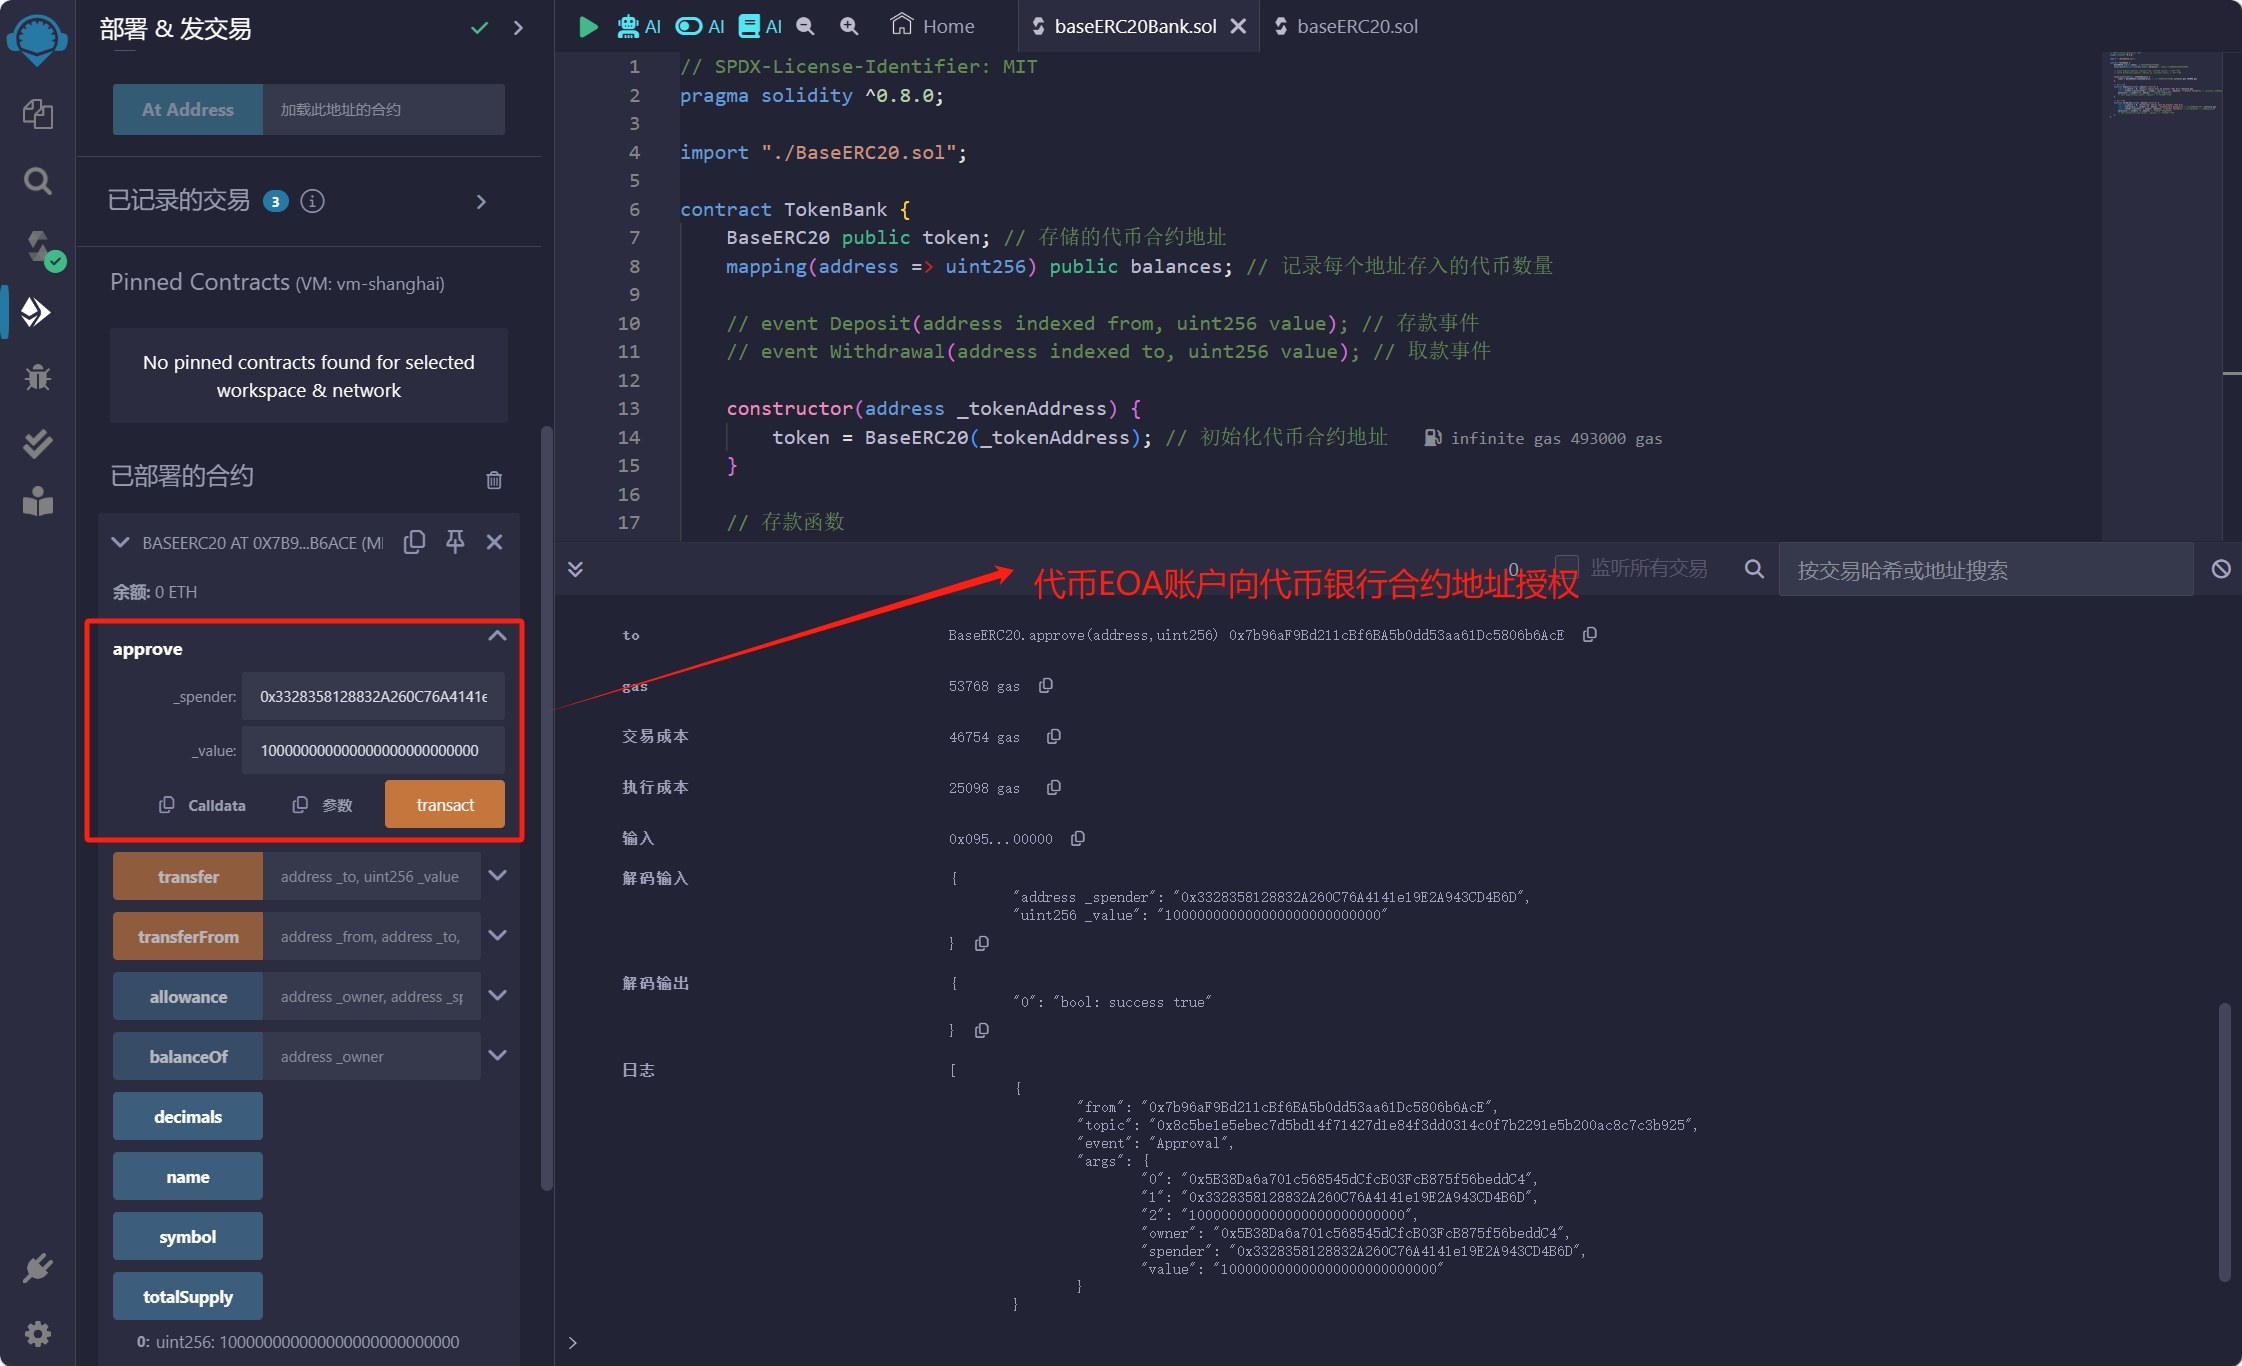 部署 & 发交易
At Address
加载此地址的合约
已记录的交易 3
Pinned Contracts (VM: vm-shanghai)
No pinned contracts found for selected
workspace & network
已部署的合约
BASEERC20 AT 0X7B9...B6ACE (M
余额: 0 ETH
approve
_spender: 0x3328358128832A260C76A4141e
_value: 1000000000000000000000000000
Calldata 参数 transact
transfer address _to, uint256 _value
transferFrom address _from, address _to,
allowance address _owner, address _sp
balanceOf address _owner
decimals
name
symbol
totalSupply
0: uint256: 1000000000000000000000000000
AI AI AI Home baseERC20Bank.sol baseERC20.sol
1 // SPDX-License-Identifier: MIT
2 pragma solidity ^0.8.0;
3
4 import "./BaseERC20.sol";
5
6 contract TokenBank {
7 BaseERC20 public token; // 存储的代币合约地址
8 mapping(address => uint256) public balances; // 记录每个地址存入的代币数量
9
10 // event Deposit(address indexed from, uint256 value); // 存款事件
11 // event Withdrawal(address indexed to, uint256 value); // 取款事件
12
13 constructor(address _tokenAddress) {
14 token = BaseERC20(_tokenAddress); // 初始化代币合约地址 infinite gas 493000 gas
15 }
16
17 // 存款函数
0 监听所有交易 按交易哈希或地址搜索
代币EOA账户向代币银行合约地址授权
to BaseERC20.approve(address,uint256) 0x7b96aF9Bd211cBf6BA5b0dd53aa61Dc5806b6AcE
gas 53768 gas
交易成本 46754 gas
执行成本 25098 gas
输入 0x095...00000
解码输入 {
"address _spender": "0x3328358128832A260C76A4141e19E2A943CD4B6D",
"uint256 _value": "1000000000000000000000000000"
}
解码输出 {
"0": "bool: success true"
}
日志 [
{
"from": "0x7b96aF9Bd211cBf6BA5b0dd53aa61Dc5806b6AcE",
"topic": "0x8c5be1e5ebec7d5bd14f71427d1e84f3dd0314c0f7b2291e5b200ac8c7c3b925",
"event": "Approval",
"args": {
"0": "0x5B38Da6a701c568545dCfcB03FcB875f56beddC4",
"1": "0x3328358128832A260C76A4141e19E2A943CD4B6D",
"2": "1000000000000000000000000000",
"owner": "0x5B38Da6a701c568545dCfcB03FcB875f56beddC4",
"spender": "0x3328358128832A260C76A4141e19E2A943CD4B6D",
"value": "1000000000000000000000000000"
}
}
>